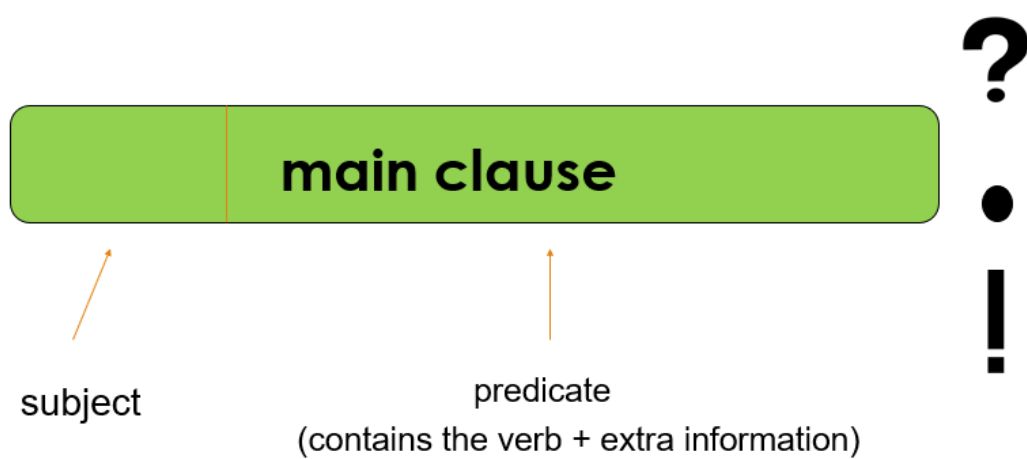 ?
main clause
.
!
subject
predicate
(contains the verb + extra information)